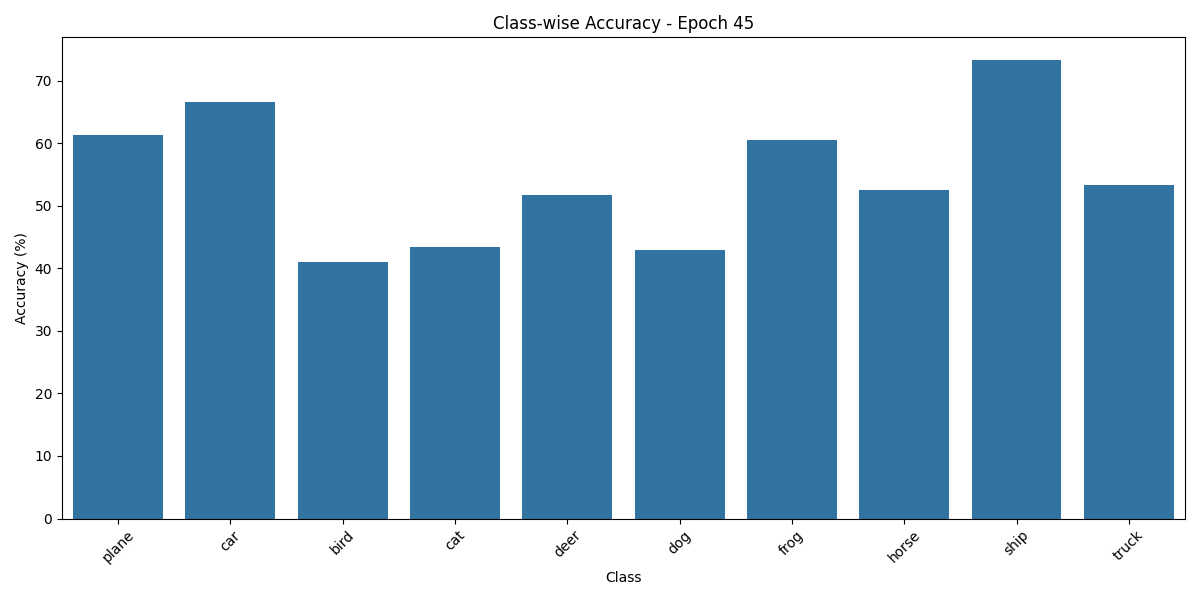 Class-wise Accuracy - Epoch 45
Accuracy (%)
70
60
50
40
30
20
10
0
plane
car
bird
cat
deer
dog
frog
horse
ship
truck
Class